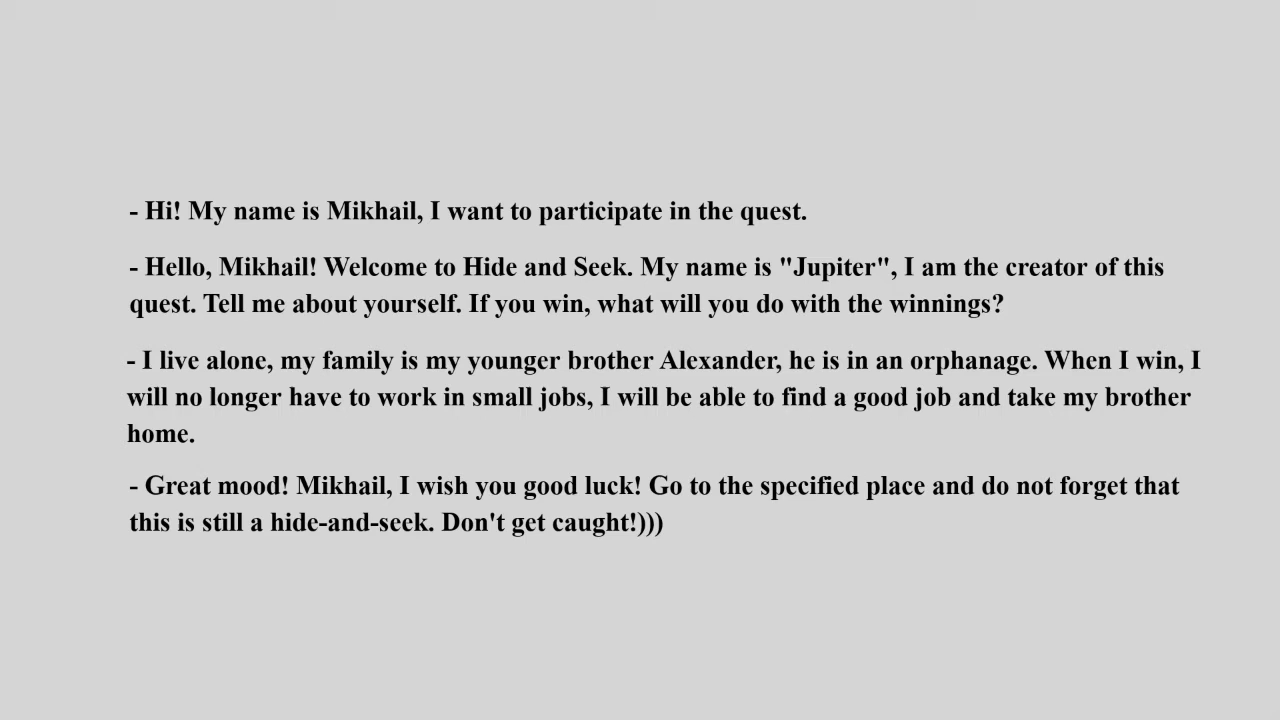 - Hi! My name is Mikhail, I want to participate in the quest.
- Hello, Mikhail! Welcome to Hide and Seek. My name is "Jupiter", I am the creator of this
quest. Tell me about yourself. If you win, what will you do with the winnings?
- I live alone, my family is my younger brother Alexander, he is in an orphanage. When I win, I
will no longer have to work in small jobs, I will be able to find a good job and take my brother
home.
- Great mood! Mikhail, I wish you good luck! Go to the specified place and do not forget that
this is still a hide-and-seek. Don't get caught!)))